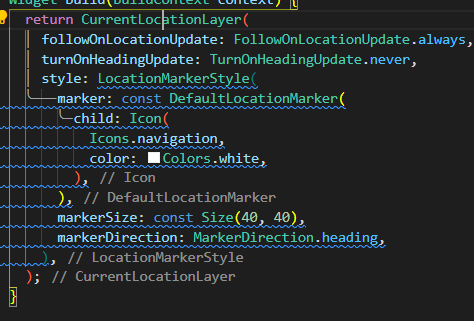 Widget build(BuildContext context) {
return CurrentLocationLayer(
followOnLocationUpdate: FollowOnLocationUpdate.always,
turnOnHeadingUpdate: TurnOnHeadingUpdate.never,
style: LocationMarkerStyle(
marker: const DefaultLocationMarker(
child: Icon(
Icons.navigation,
color: Colors.white,
), // Icon
), // DefaultLocationMarker
markerSize: const Size(40, 40),
markerDirection: MarkerDirection.heading,
), // LocationMarkerStyle
); // CurrentLocationLayer
}